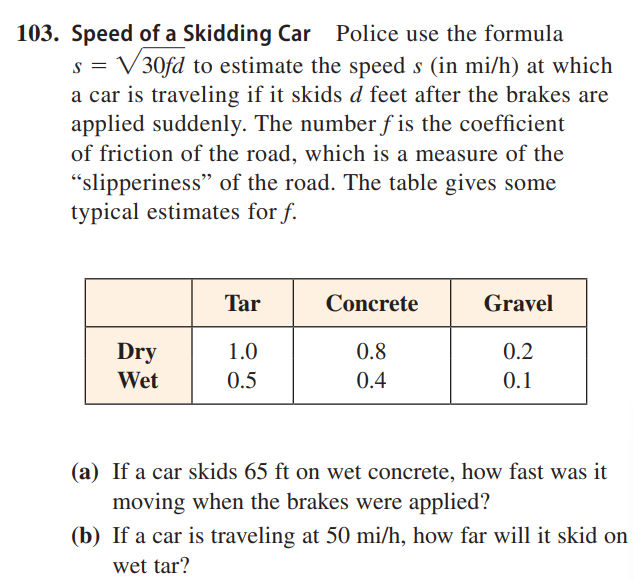 103. Speed of a Skidding Car Police use the formula
s = √30fd to estimate the speed s (in mi/h) at which
a car is traveling if it skids d feet after the brakes are
applied suddenly. The number f is the coefficient
of friction of the road, which is a measure of the
“slipperiness” of the road. The table gives some
typical estimates for f.
Tar Concrete Gravel
Dry 1.0 0.8 0.2
Wet 0.5 0.4 0.1
(a) If a car skids 65 ft on wet concrete, how fast was it
moving when the brakes were applied?
(b) If a car is traveling at 50 mi/h, how far will it skid on
wet tar?